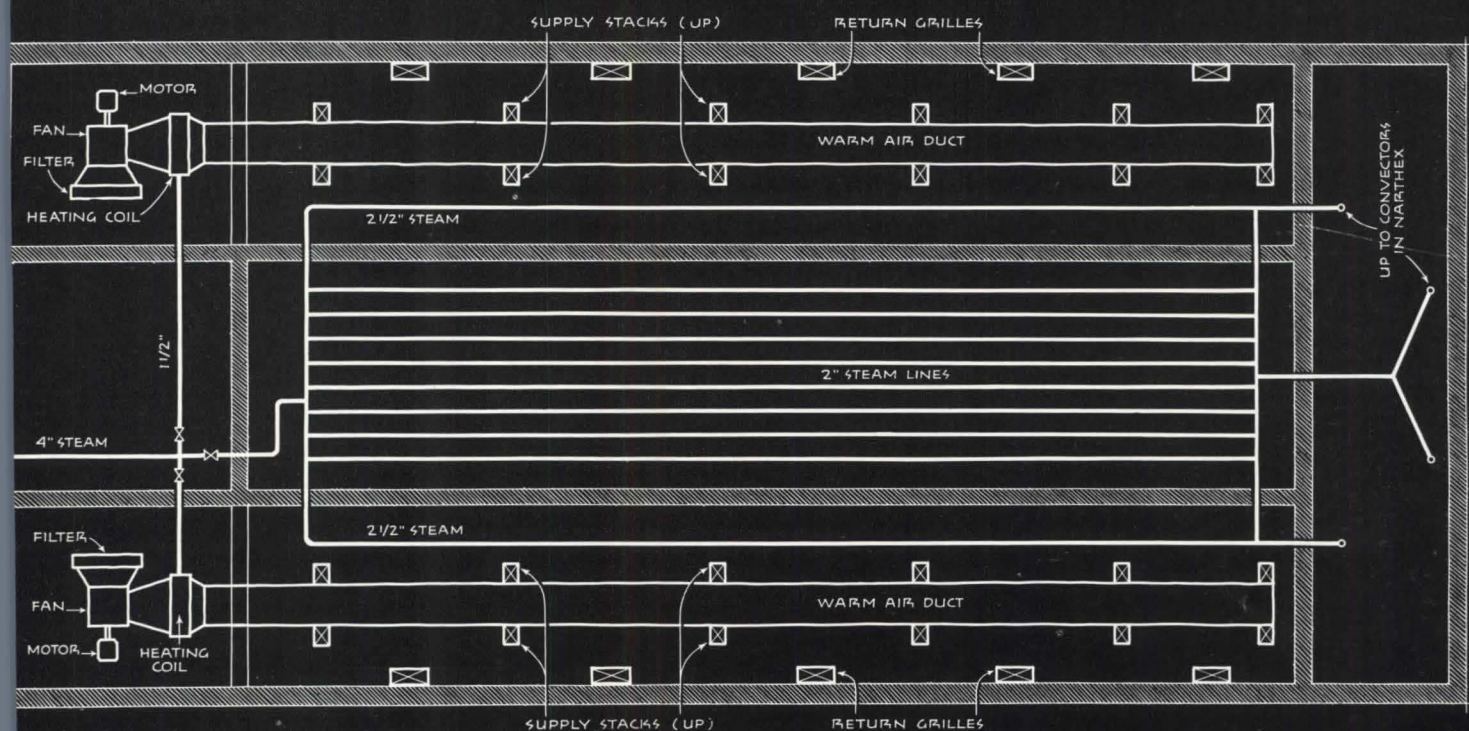 SUPPLY STACKS (UP)
RETURN GRILLES
MOTOR
FAN
FILTER
HEATING COIL
WARM AIR DUCT
2 1/2" STEAM
UP TO CONVECTORS
IN NARTHEX
1 1/2"
2" STEAM LINES
4" STEAM
2 1/2" STEAM
FILTER
FAN
MOTOR
HEATING
COIL
WARM AIR DUCT
SUPPLY STACKS (UP)
RETURN GRILLES